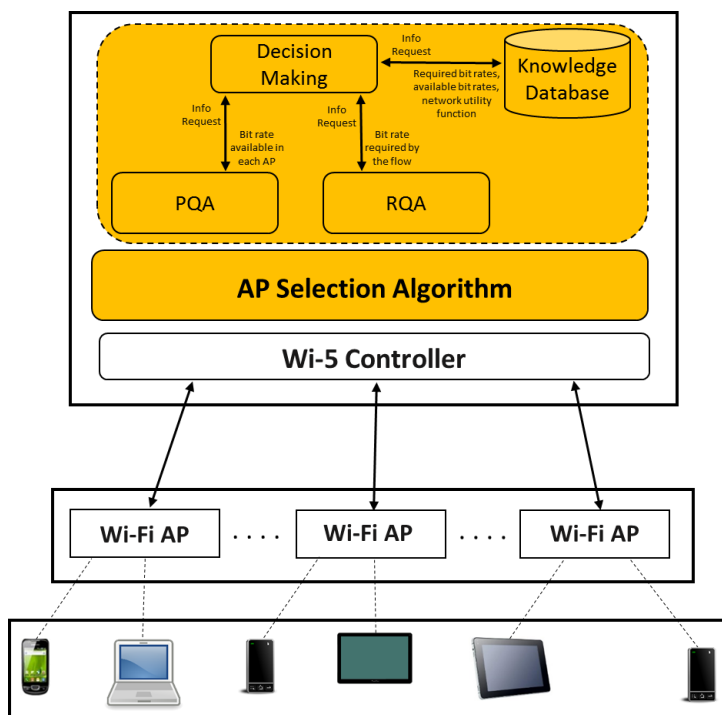 Decision
Making
Info
Request
Knowledge
Database
Required bit rates,
available bit rates,
network utility
function
Info
Request
Bit rate
available in
each AP
Info
Request
Bit rate
required by
the flow
PQA
RQA
AP Selection Algorithm
Wi-5 Controller
Wi-Fi AP
. . . .
Wi-Fi AP
. . . .
Wi-Fi AP